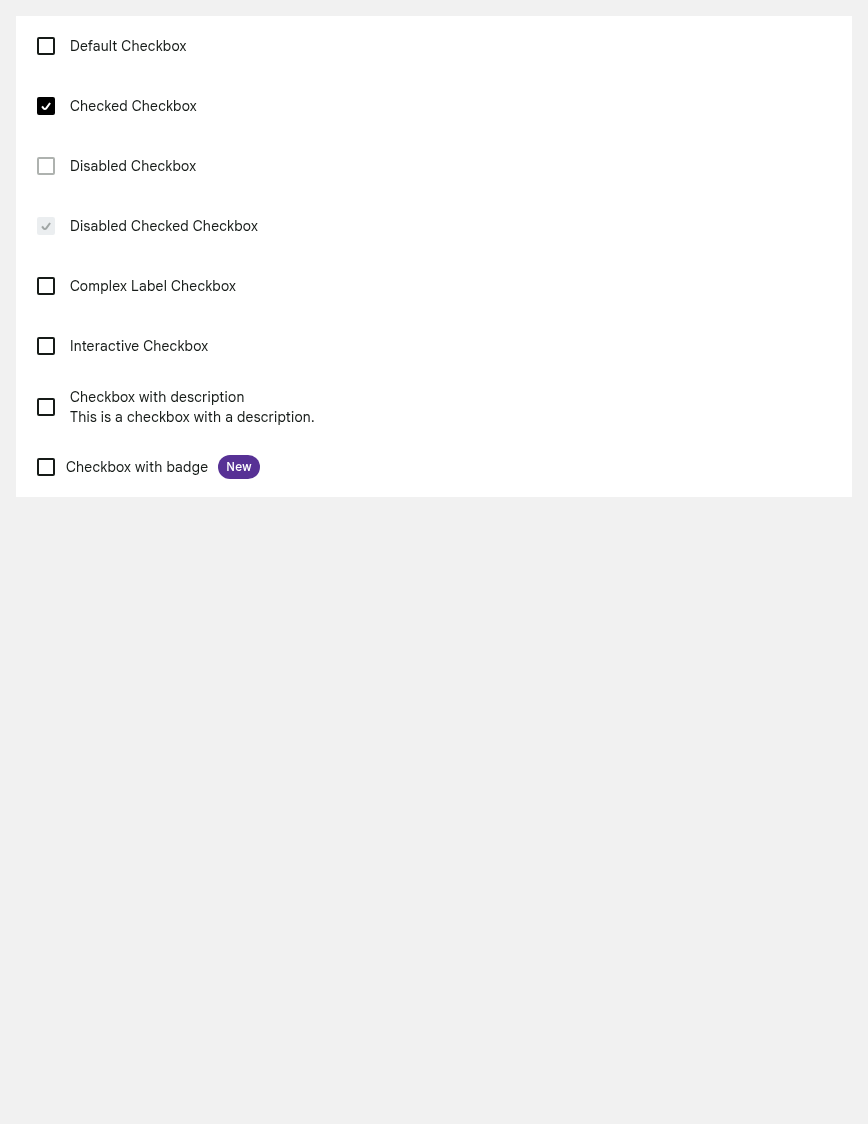 Default Checkbox
Checked Checkbox
Disabled Checkbox
Disabled Checked Checkbox
Complex Label Checkbox
Interactive Checkbox
Checkbox with description
This is a checkbox with a description.
Checkbox with badge New